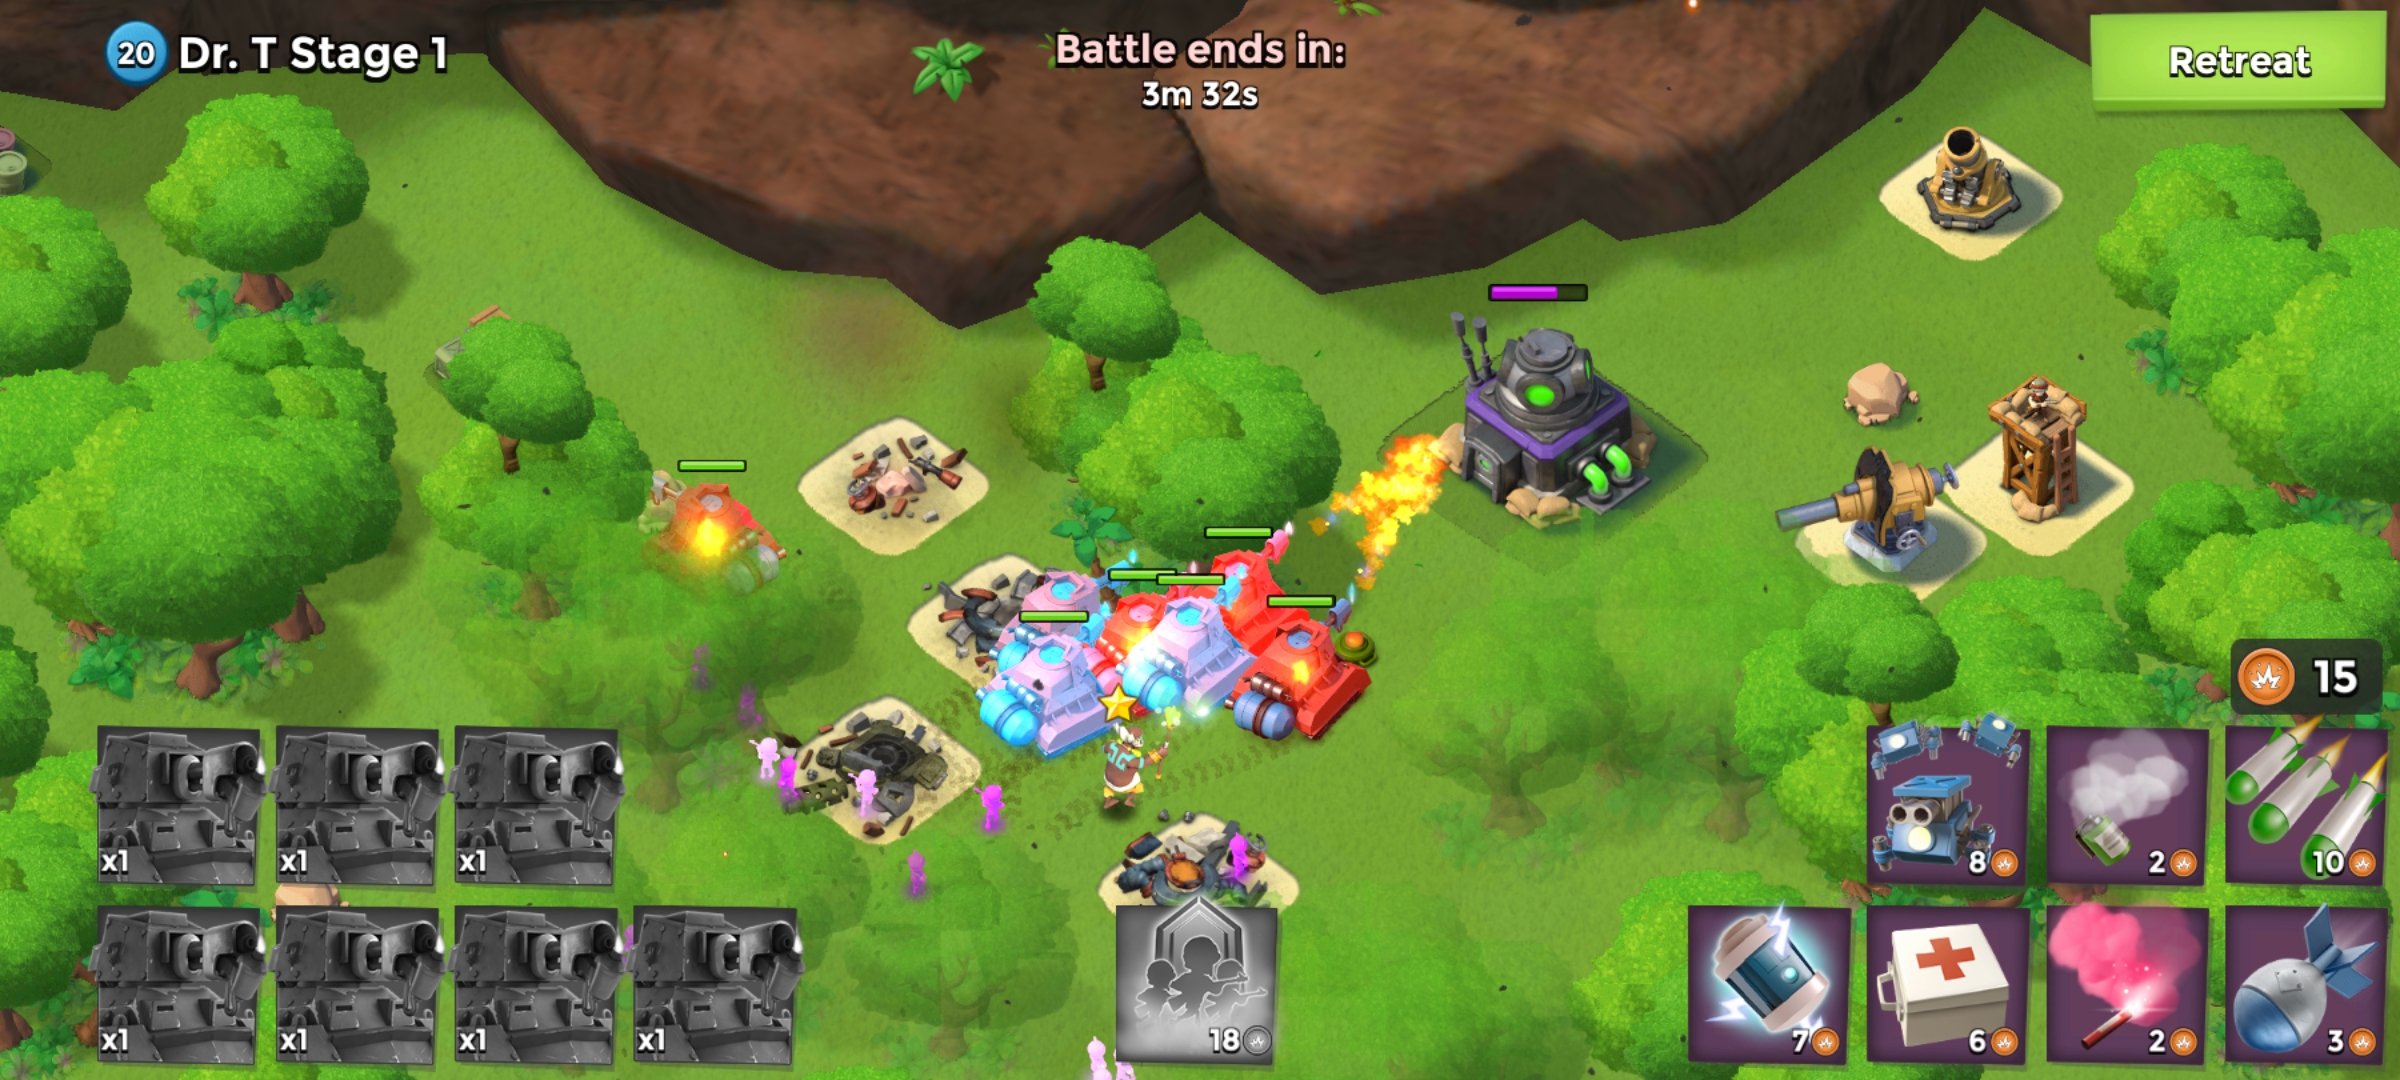 20 Dr. T Stage 1
Battle ends in:
3m 32s
Retreat
15
x1 x1 x1
8 2 10
x1 x1 x1 x1
18
7 6 2 3